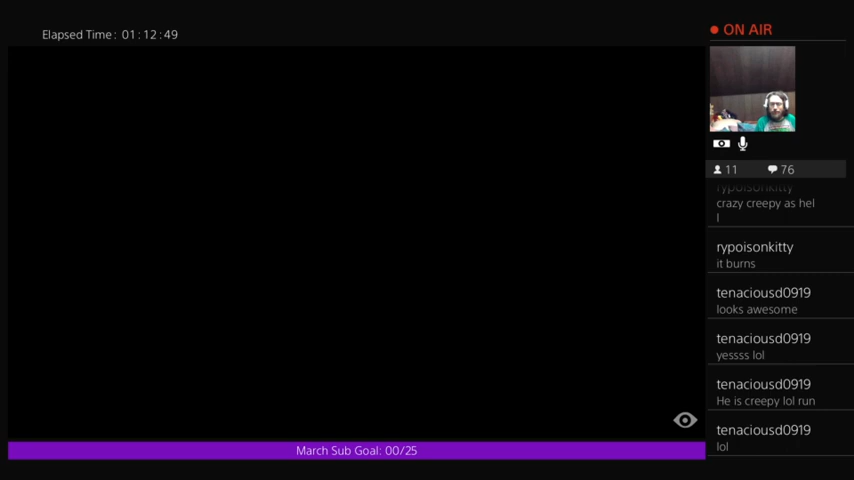 Elapsed Time: 01:12:49
ON AIR
11 76
rypoisonkitty
crazy creepy as hel
l
rypoisonkitty
it burns
tenaciousd0919
looks awesome
tenaciousd0919
yessss lol
tenaciousd0919
He is creepy lol run
tenaciousd0919
lol
March Sub Goal: 00/25